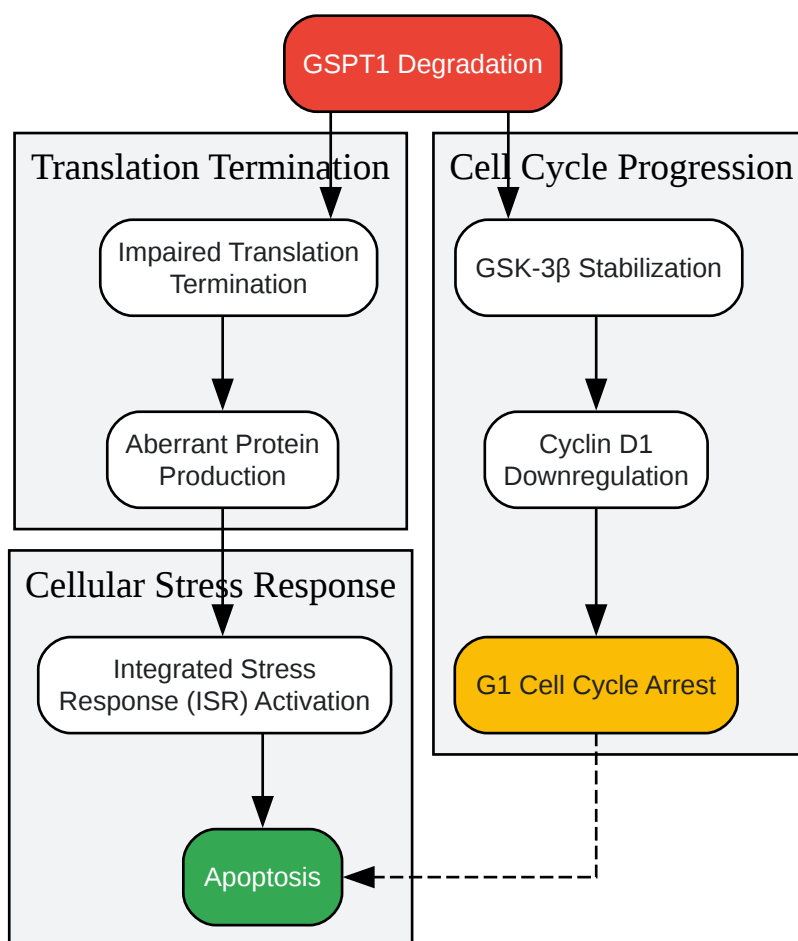 GSPT1 Degradation
Translation Termination
Impaired Translation
Termination
Aberrant Protein
Production
Cellular Stress Response
Integrated Stress
Response (ISR) Activation
Apoptosis
Cell Cycle Progression
GSK-3β Stabilization
Cyclin D1
Downregulation
G1 Cell Cycle Arrest